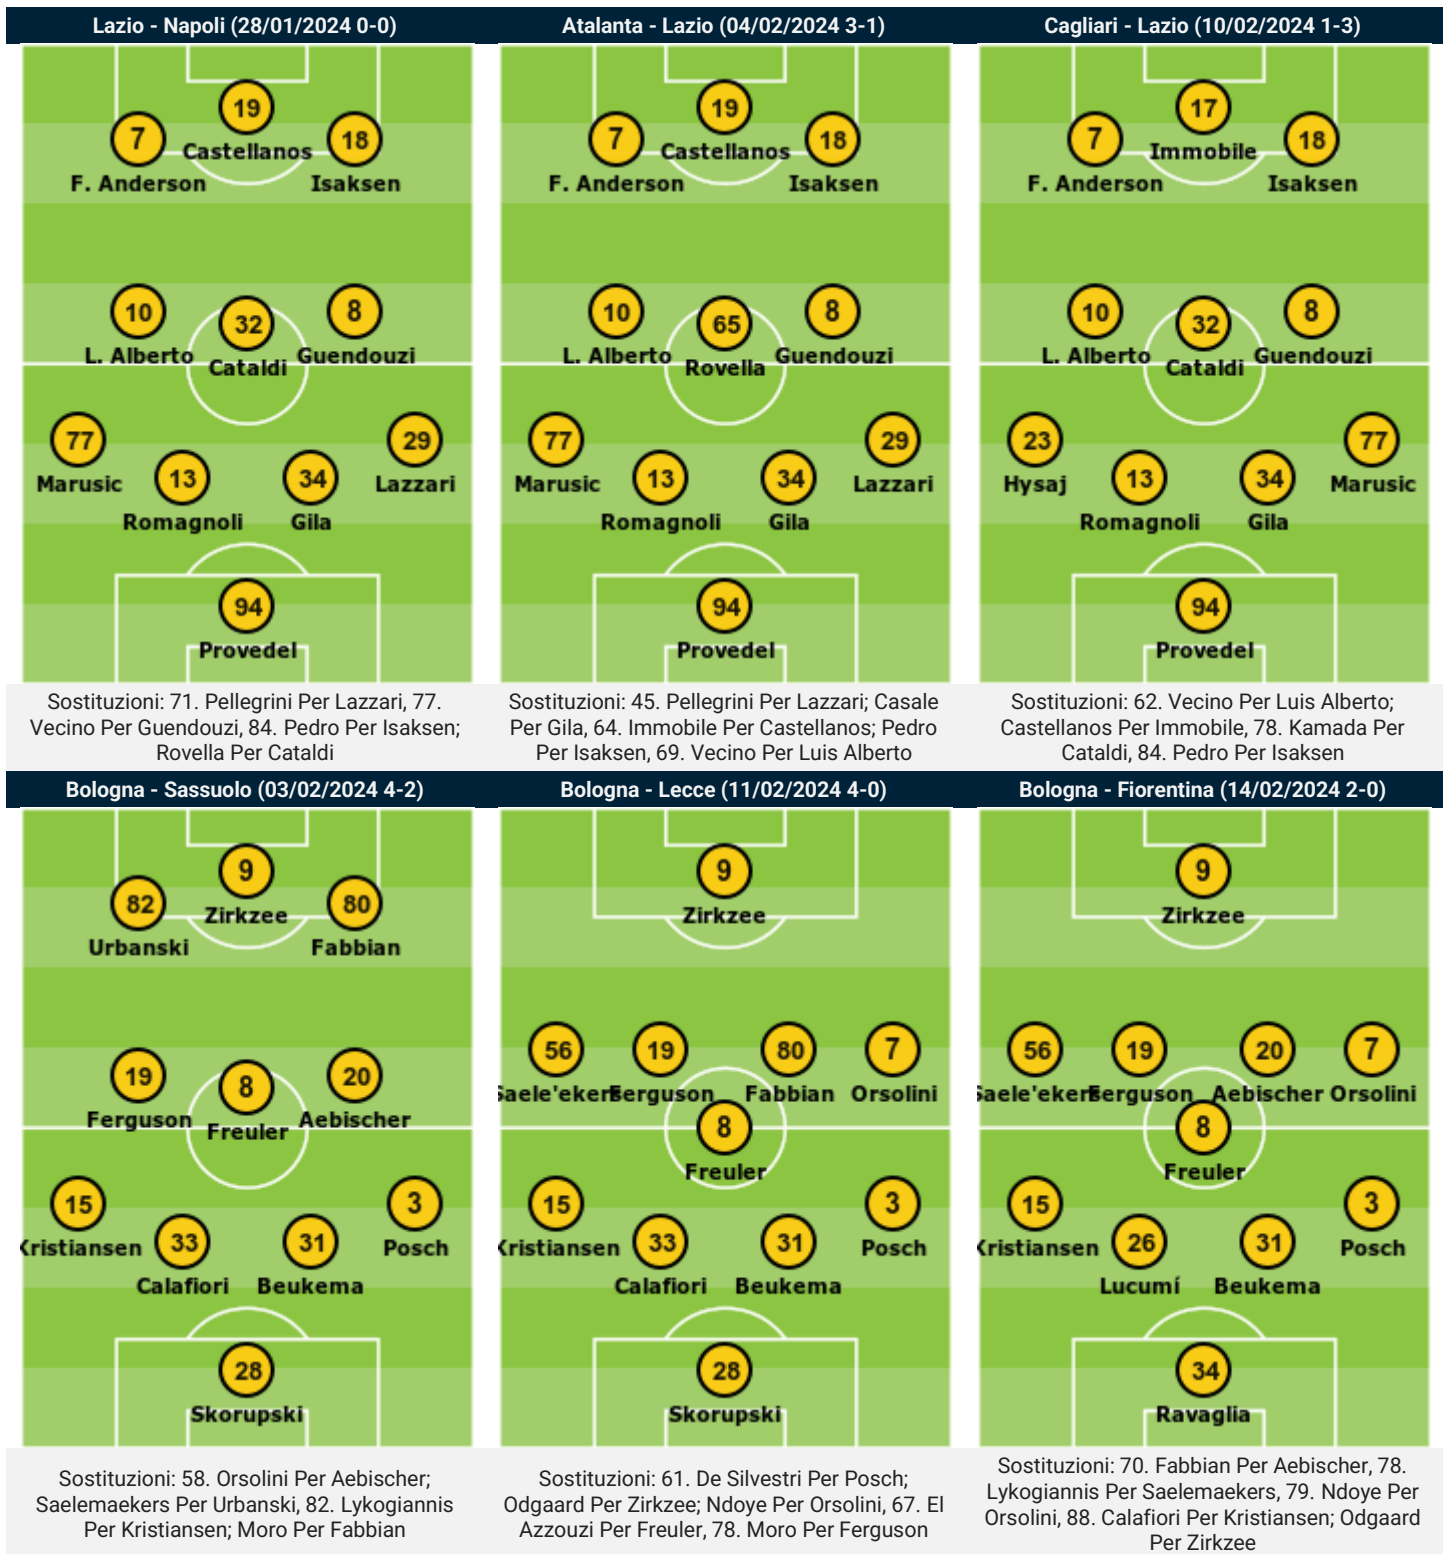 Lazio - Napoli (28/01/2024 0-0)
19
7
18
Castellanos
F. Anderson
Isaksen
10
32
8
L. Alberto
Cataldi
Guendouzi
77
29
13
34
Marusic
Lazzari
Romagnoli
Gila
94
Provedel
Sostituzioni: 71. Pellegrini Per Lazzari, 77.
Vecino Per Guendouzi, 84. Pedro Per Isaksen;
Rovella Per Cataldi
Atalanta - Lazio (04/02/2024 3-1)
19
7
18
Castellanos
F. Anderson
Isaksen
10
65
8
L. Alberto
Rovella
Guendouzi
77
29
13
34
Marusic
Lazzari
Romagnoli
Gila
94
Provedel
Sostituzioni: 45. Pellegrini Per Lazzari; Casale
Per Gila, 64. Immobile Per Castellanos; Pedro
Per Isaksen, 69. Vecino Per Luis Alberto
Cagliari - Lazio (10/02/2024 1-3)
17
7
18
Immobile
F. Anderson
Isaksen
10
32
8
L. Alberto
Cataldi
Guendouzi
23
77
13
34
Hysaj
Marusic
Romagnoli
Gila
94
Provedel
Sostituzioni: 62. Vecino Per Luis Alberto;
Castellanos Per Immobile, 78. Kamada Per
Cataldi, 84. Pedro Per Isaksen
Bologna - Sassuolo (03/02/2024 4-2)
9
82
80
Zirkzee
Urbanski
Fabbian
19
8
20
Ferguson
Freuler
Aebischer
15
3
33
31
Kristiansen
Posch
Calafiori
Beukema
28
Skorupski
Sostituzioni: 58. Orsolini Per Aebischer;
Saelemaekers Per Urbanski, 82. Lykogiannis
Per Kristiansen; Moro Per Fabbian
Bologna - Lecce (11/02/2024 4-0)
9
Zirkzee
56
19
80
7
Saele'ekers
Ferguson
Fabbian
Orsolini
8
Freuler
15
3
33
31
Kristiansen
Posch
Calafiori
Beukema
28
Skorupski
Sostituzioni: 61. De Silvestri Per Posch;
Odgaard Per Zirkzee; Ndoye Per Orsolini, 67. El
Azzouzi Per Freuler, 78. Moro Per Ferguson
Bologna - Fiorentina (14/02/2024 2-0)
9
Zirkzee
56
19
20
7
Saele'ekers
Ferguson
Aebischer
Orsolini
8
Freuler
15
3
26
31
Kristiansen
Posch
Lucumí
Beukema
34
Ravaglia
Sostituzioni: 70. Fabbian Per Aebischer, 78.
Lykogiannis Per Saelemaekers, 79. Ndoye Per
Orsolini, 88. Calafiori Per Kristiansen; Odgaard
Per Zirkzee